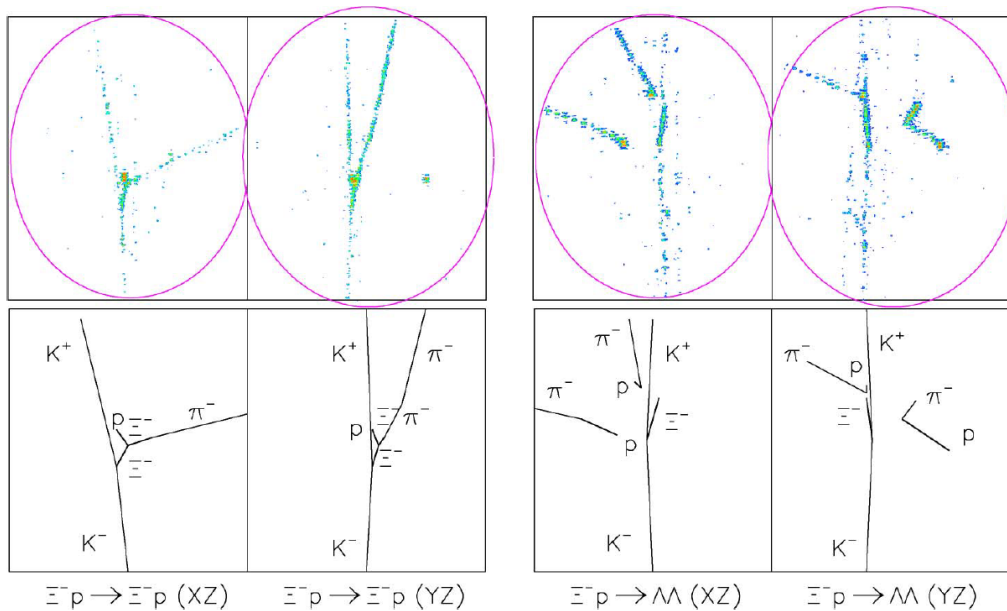 K⁺ K⁺ π⁻ π⁻ K⁺ π⁻ p K⁺
p Ξ⁻ π⁻ p Ξ⁻ π⁻ π⁻ p Ξ⁻ Ξ⁻ π⁻
Ξ⁻ Ξ⁻ p p
K⁻ K⁻ K⁻ K⁻
Ξ⁻p → Ξ⁻p (XZ) Ξ⁻p → Ξ⁻p (YZ) Ξ⁻p → ΛΛ (XZ) Ξ⁻p → ΛΛ (YZ)